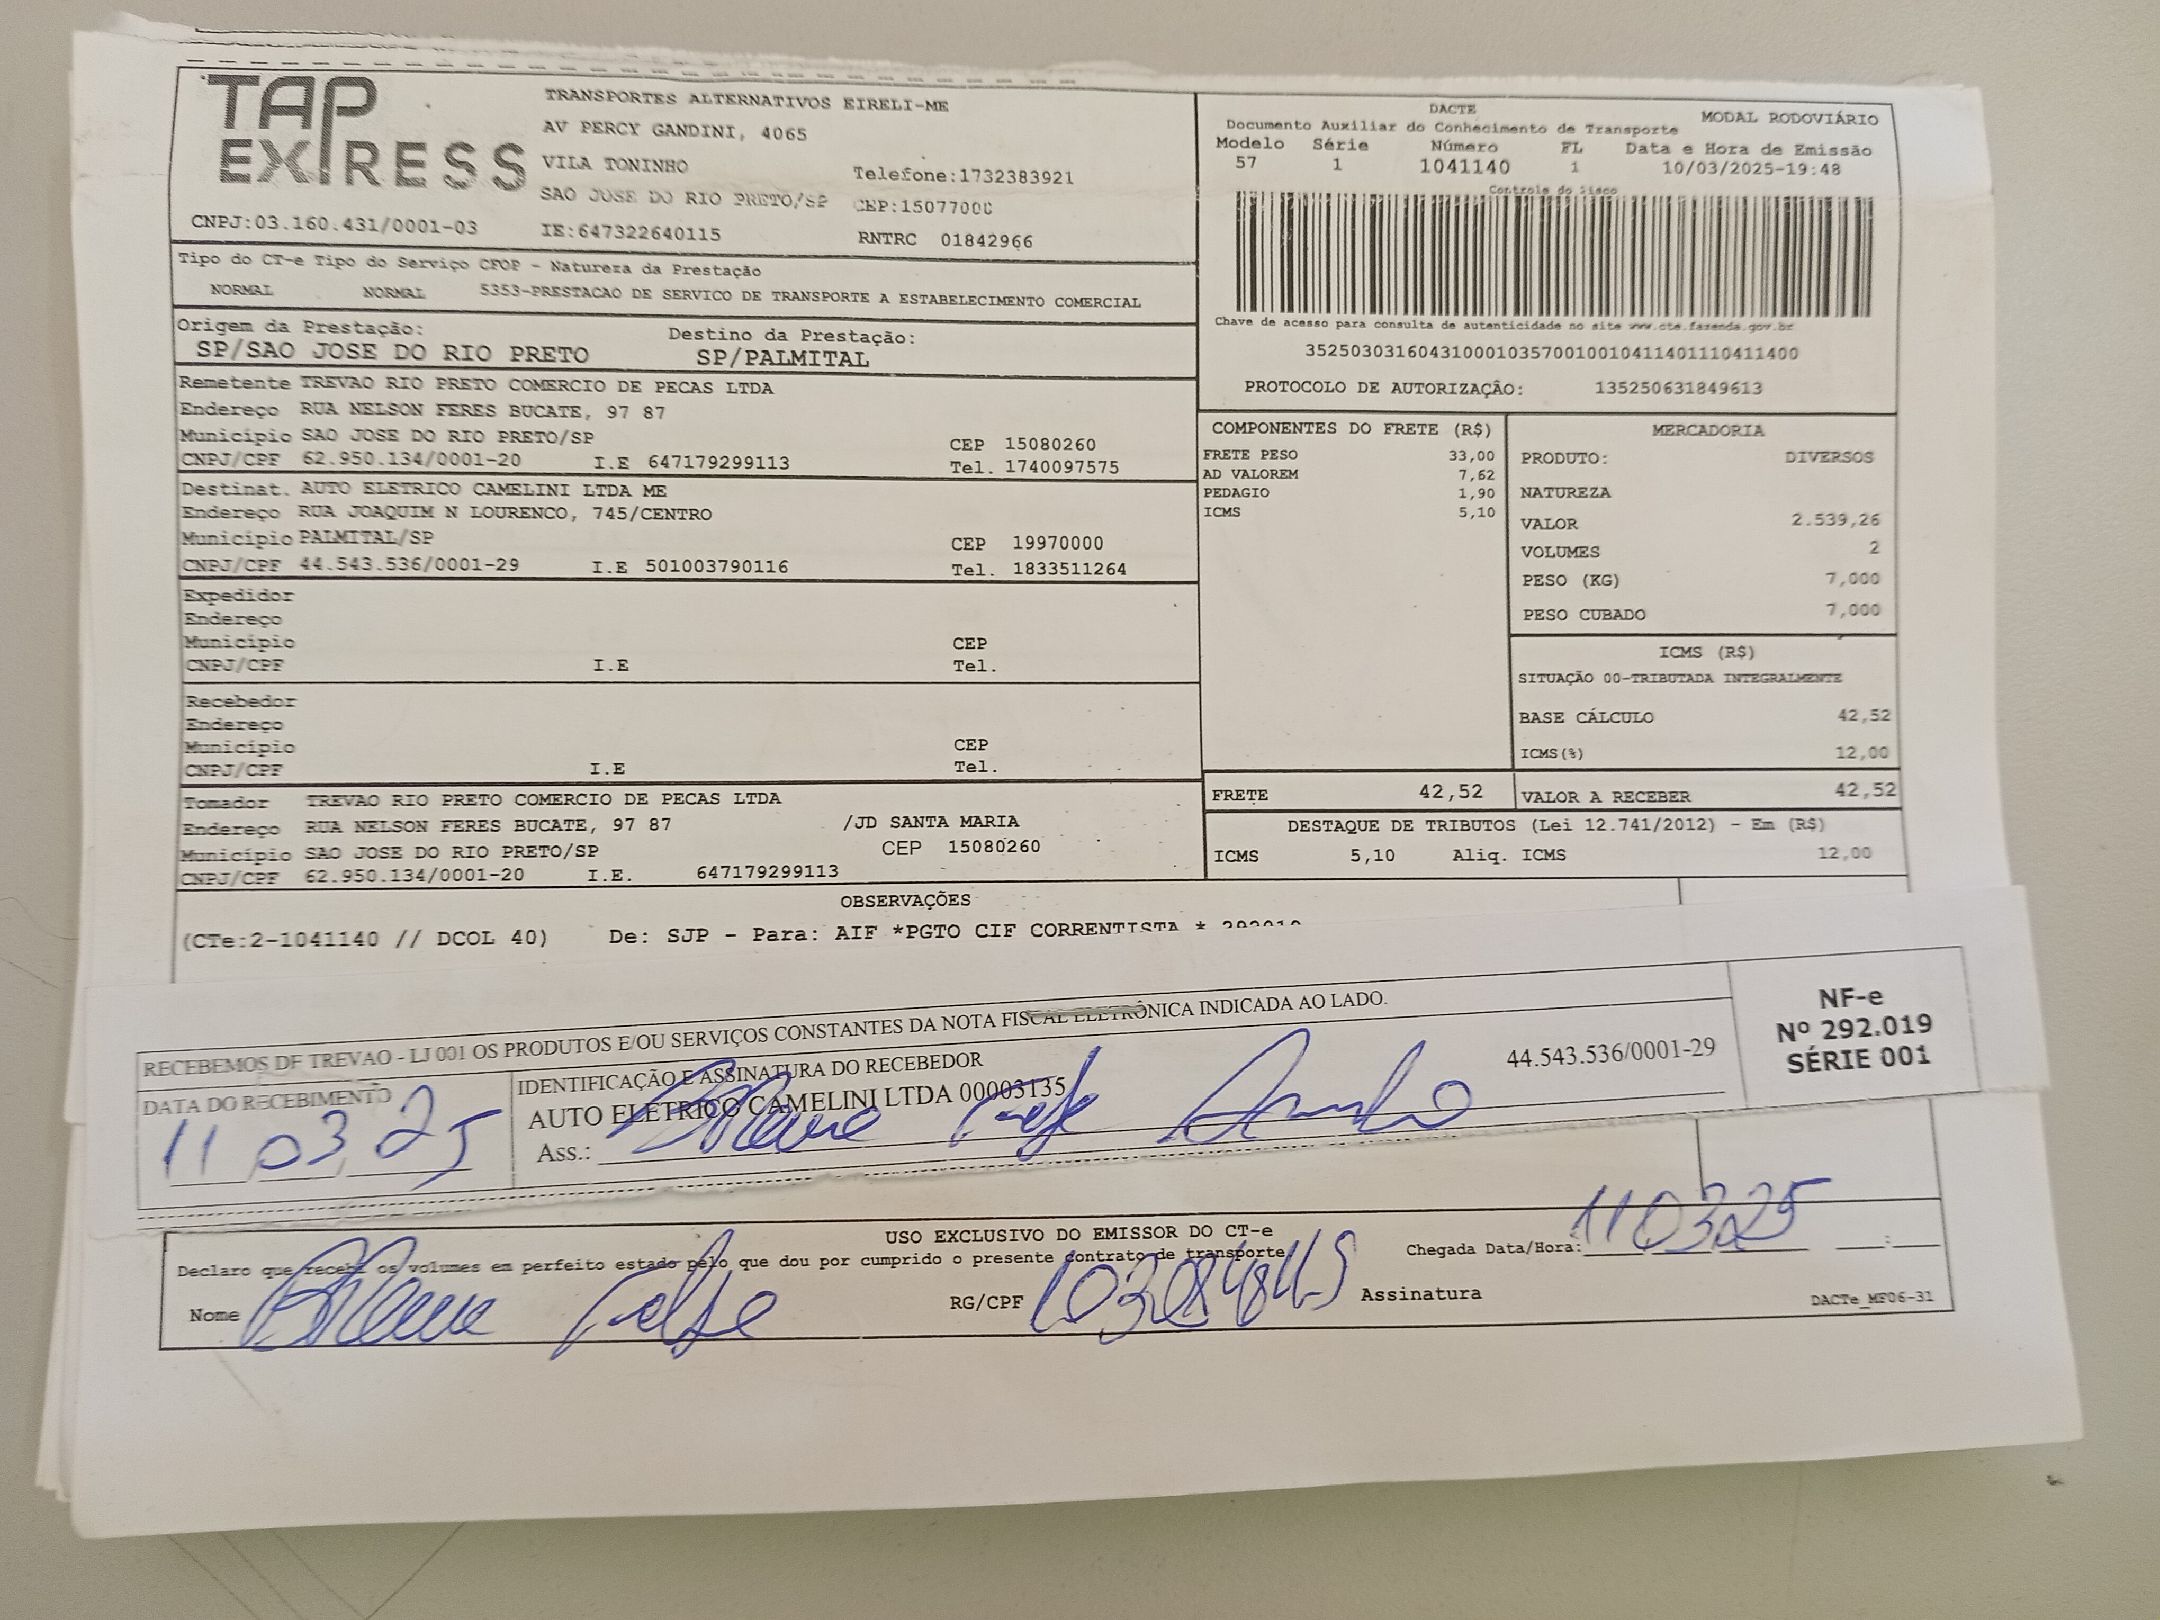 TAP EXPRESS
TRANSPORTES ALTERNATIVOS EIRELI-ME
AV PERCY GANDINI, 4065
VILA TONINHO
Telefone:1732383921
SAO JOSE DO RIO PRETO/SP CEP:15077000
CNPJ:03.160.431/0001-03 IE:647322640115 RNTRC 01842966
DACTE MODAL RODOVIÁRIO
Documento Auxiliar do Conhecimento de Transporte
Modelo Série Número FL Data e Hora de Emissão
57 1 1041140 1 10/03/2025-19:48
Controle do Fisco
Chave de acesso para consulta de autenticidade no site www.cte.fazenda.gov.br
35250303160431000103570010010411401110411400
PROTOCOLO DE AUTORIZAÇÃO: 135250631849613
Tipo do CT-e Tipo do Serviço CFOP - Natureza da Prestação
NORMAL NORMAL 5353-PRESTACAO DE SERVICO DE TRANSPORTE A ESTABELECIMENTO COMERCIAL
Origem da Prestação: Destino da Prestação:
SP/SAO JOSE DO RIO PRETO SP/PALMITAL
Remetente TREVAO RIO PRETO COMERCIO DE PECAS LTDA
Endereço RUA NELSON FERES BUCATE, 97 87
Município SAO JOSE DO RIO PRETO/SP CEP 15080260
CNPJ/CPF 62.950.134/0001-20 I.E 647179299113 Tel. 1740097575
Destinat. AUTO ELETRICO CAMELINI LTDA ME
Endereço RUA JOAQUIM N LOURENCO, 745/CENTRO
Município PALMITAL/SP CEP 19970000
CNPJ/CPF 44.543.536/0001-29 I.E 501003790116 Tel. 1833511264
Expedidor
Endereço
Município CEP
CNPJ/CPF I.E Tel.
Recebedor
Endereço
Município CEP
CNPJ/CPF I.E Tel.
Tomador TREVAO RIO PRETO COMERCIO DE PECAS LTDA
Endereço RUA NELSON FERES BUCATE, 97 87 /JD SANTA MARIA
Município SAO JOSE DO RIO PRETO/SP CEP 15080260
CNPJ/CPF 62.950.134/0001-20 I.E. 647179299113
COMPONENTES DO FRETE (R$)
FRETE PESO 33,00
AD VALOREM 7,62
PEDAGIO 1,90
ICMS 5,10
MERCADORIA
PRODUTO: DIVERSOS
NATUREZA
VALOR 2.539,26
VOLUMES 2
PESO (KG) 7,000
PESO CUBADO 7,000
ICMS (R$)
SITUAÇÃO 00-TRIBUTADA INTEGRALMENTE
BASE CÁLCULO 42,52
ICMS(%) 12,00
FRETE 42,52 VALOR A RECEBER 42,52
DESTAQUE DE TRIBUTOS (Lei 12.741/2012) - Em (R$)
ICMS 5,10 Aliq. ICMS 12,00
OBSERVAÇÕES
(CTe:2-1041140 // DCOL 40) De: SJP - Para: AIF *PGTO CIF CORRENTISTA *
RECEBEMOS DE TREVAO - LJ 001 OS PRODUTOS E/OU SERVIÇOS CONSTANTES DA NOTA FISCAL ELETRÔNICA INDICADA AO LADO.
DATA DO RECEBIMENTO
11 03 25
IDENTIFICAÇÃO E ASSINATURA DO RECEBEDOR
AUTO ELETRICO CAMELINI LTDA 00003135 44.543.536/0001-29
Ass.:
NF-e
Nº 292.019
SÉRIE 001
USO EXCLUSIVO DO EMISSOR DO CT-e
Declaro que recebi os volumes em perfeito estado pelo que dou por cumprido o presente contrato de transporte
Chegada Data/Hora: 11 03 25 :
Nome RG/CPF Assinatura
DACTe_MF06-31